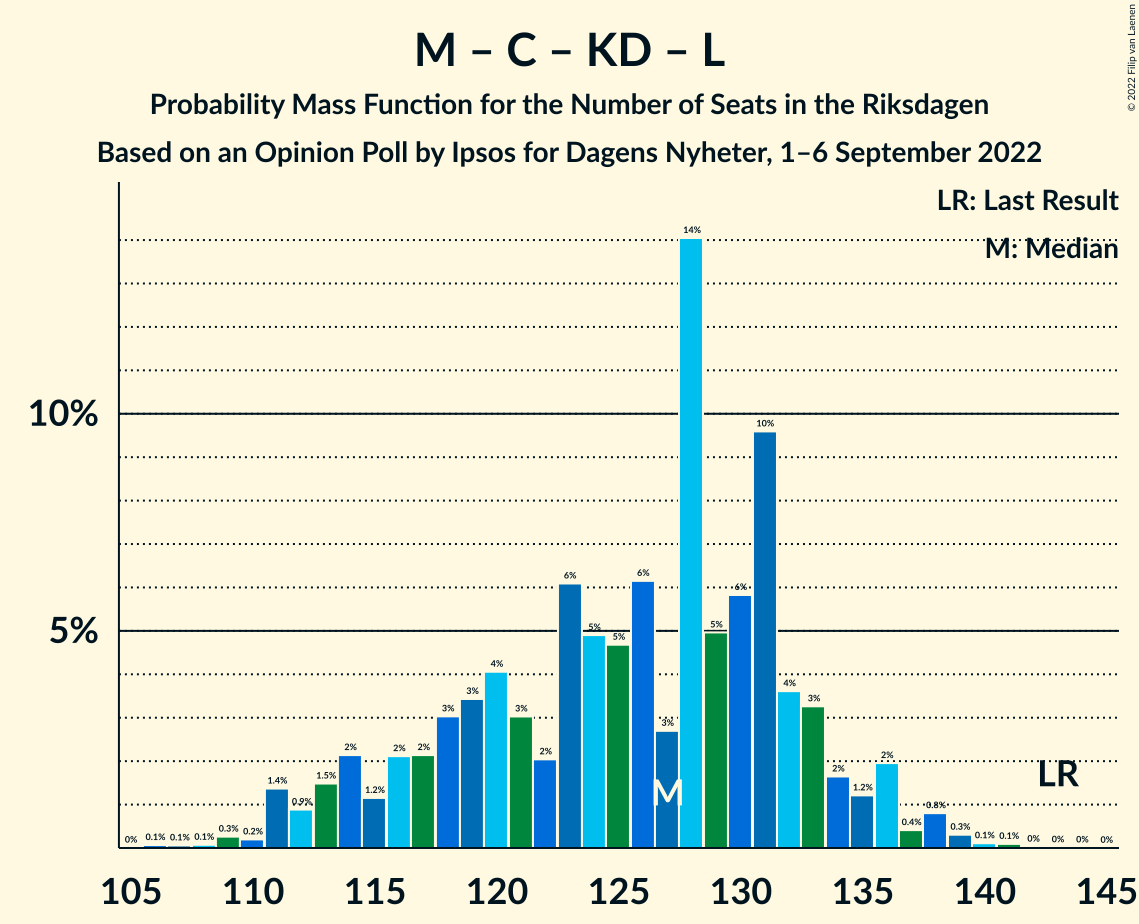 M – C – KD – L
Probability Mass Function for the Number of Seats in the Riksdagen
Based on an Opinion Poll by Ipsos for Dagens Nyheter, 1–6 September 2022
© 2022 Filip van Laenen
LR: Last Result
M: Median
10%
5%
0% 0.1% 0.1% 0.1% 0.3% 0.2% 1.4% 0.9% 1.5% 2% 1.2% 2% 2% 3% 3% 4% 3% 2% 6% 5% 5% 6% 3% 14% 5% 6% 10% 4% 3% 2% 1.2% 2% 0.4% 0.8% 0.3% 0.1% 0.1% 0% 0% 0% 0%
M
LR
105 110 115 120 125 130 135 140 145